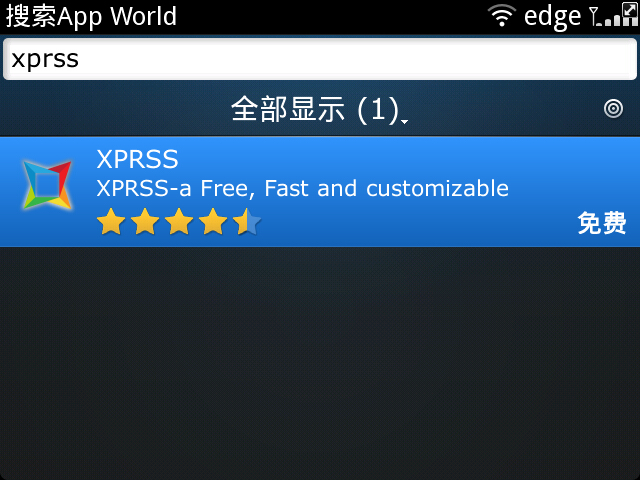 搜索App World
edge
xprss
全部显示 (1)
XPRSS
XPRSS-a Free, Fast and customizable
免费